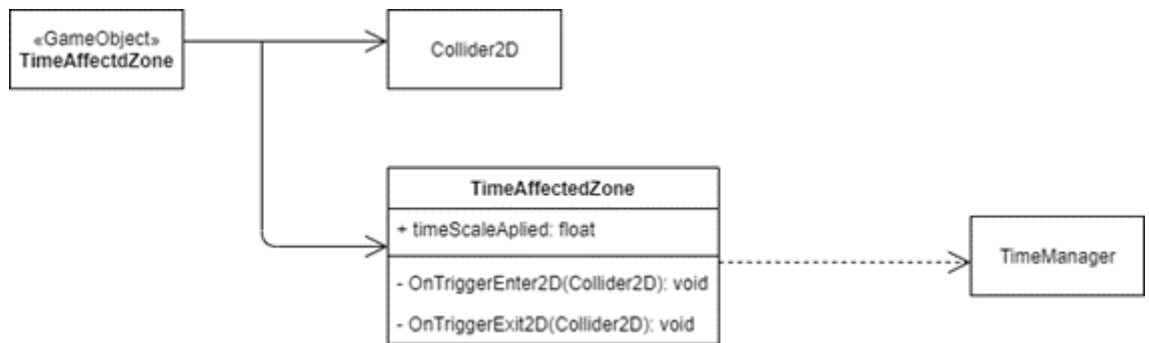 «GameObject»
TimeAffectdZone
Collider2D
TimeAffectedZone
+ timeScaleAplied: float
- OnTriggerEnter2D(Collider2D): void
- OnTriggerExit2D(Collider2D): void
TimeManager